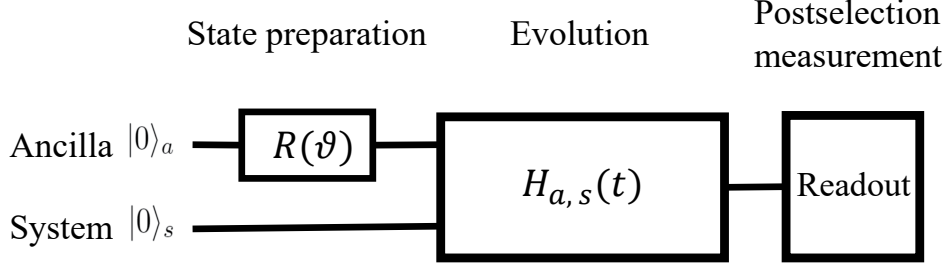 State preparation
Evolution
Postselection
measurement
Ancilla |0⟩ₐ
R(ϑ)
System |0⟩ₛ
Hₐ, ₛ(t)
Readout